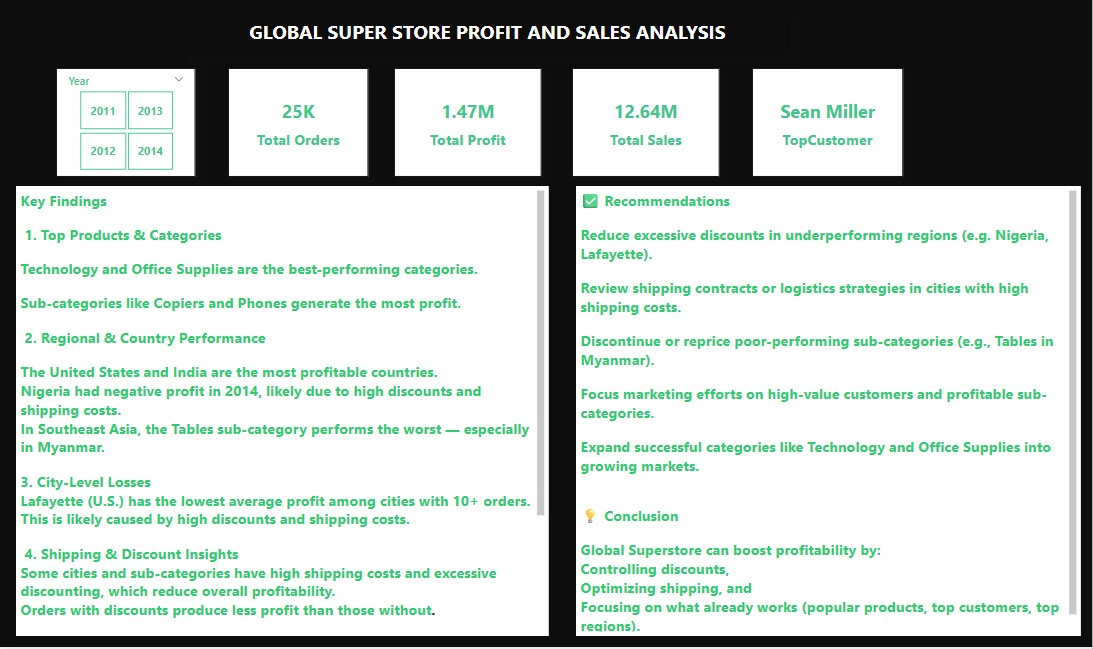 GLOBAL SUPER STORE PROFIT AND SALES ANALYSIS
Year
2011
2013
2012
2014
25K
Total Orders
1.47M
Total Profit
12.64M
Total Sales
Sean Miller
TopCustomer
Key Findings
1. Top Products & Categories
Technology and Office Supplies are the best-performing categories.
Sub-categories like Copiers and Phones generate the most profit.
2. Regional & Country Performance
The United States and India are the most profitable countries.
Nigeria had negative profit in 2014, likely due to high discounts and
shipping costs.
In Southeast Asia, the Tables sub-category performs the worst — especially
in Myanmar.
3. City-Level Losses
Lafayette (U.S.) has the lowest average profit among cities with 10+ orders.
This is likely caused by high discounts and shipping costs.
4. Shipping & Discount Insights
Some cities and sub-categories have high shipping costs and excessive
discounting, which reduce overall profitability.
Orders with discounts produce less profit than those without.
✅ Recommendations
Reduce excessive discounts in underperforming regions (e.g. Nigeria,
Lafayette).
Review shipping contracts or logistics strategies in cities with high
shipping costs.
Discontinue or reprice poor-performing sub-categories (e.g., Tables in
Myanmar).
Focus marketing efforts on high-value customers and profitable sub-
categories.
Expand successful categories like Technology and Office Supplies into
growing markets.
💡 Conclusion
Global Superstore can boost profitability by:
Controlling discounts,
Optimizing shipping, and
Focusing on what already works (popular products, top customers, top
regions).